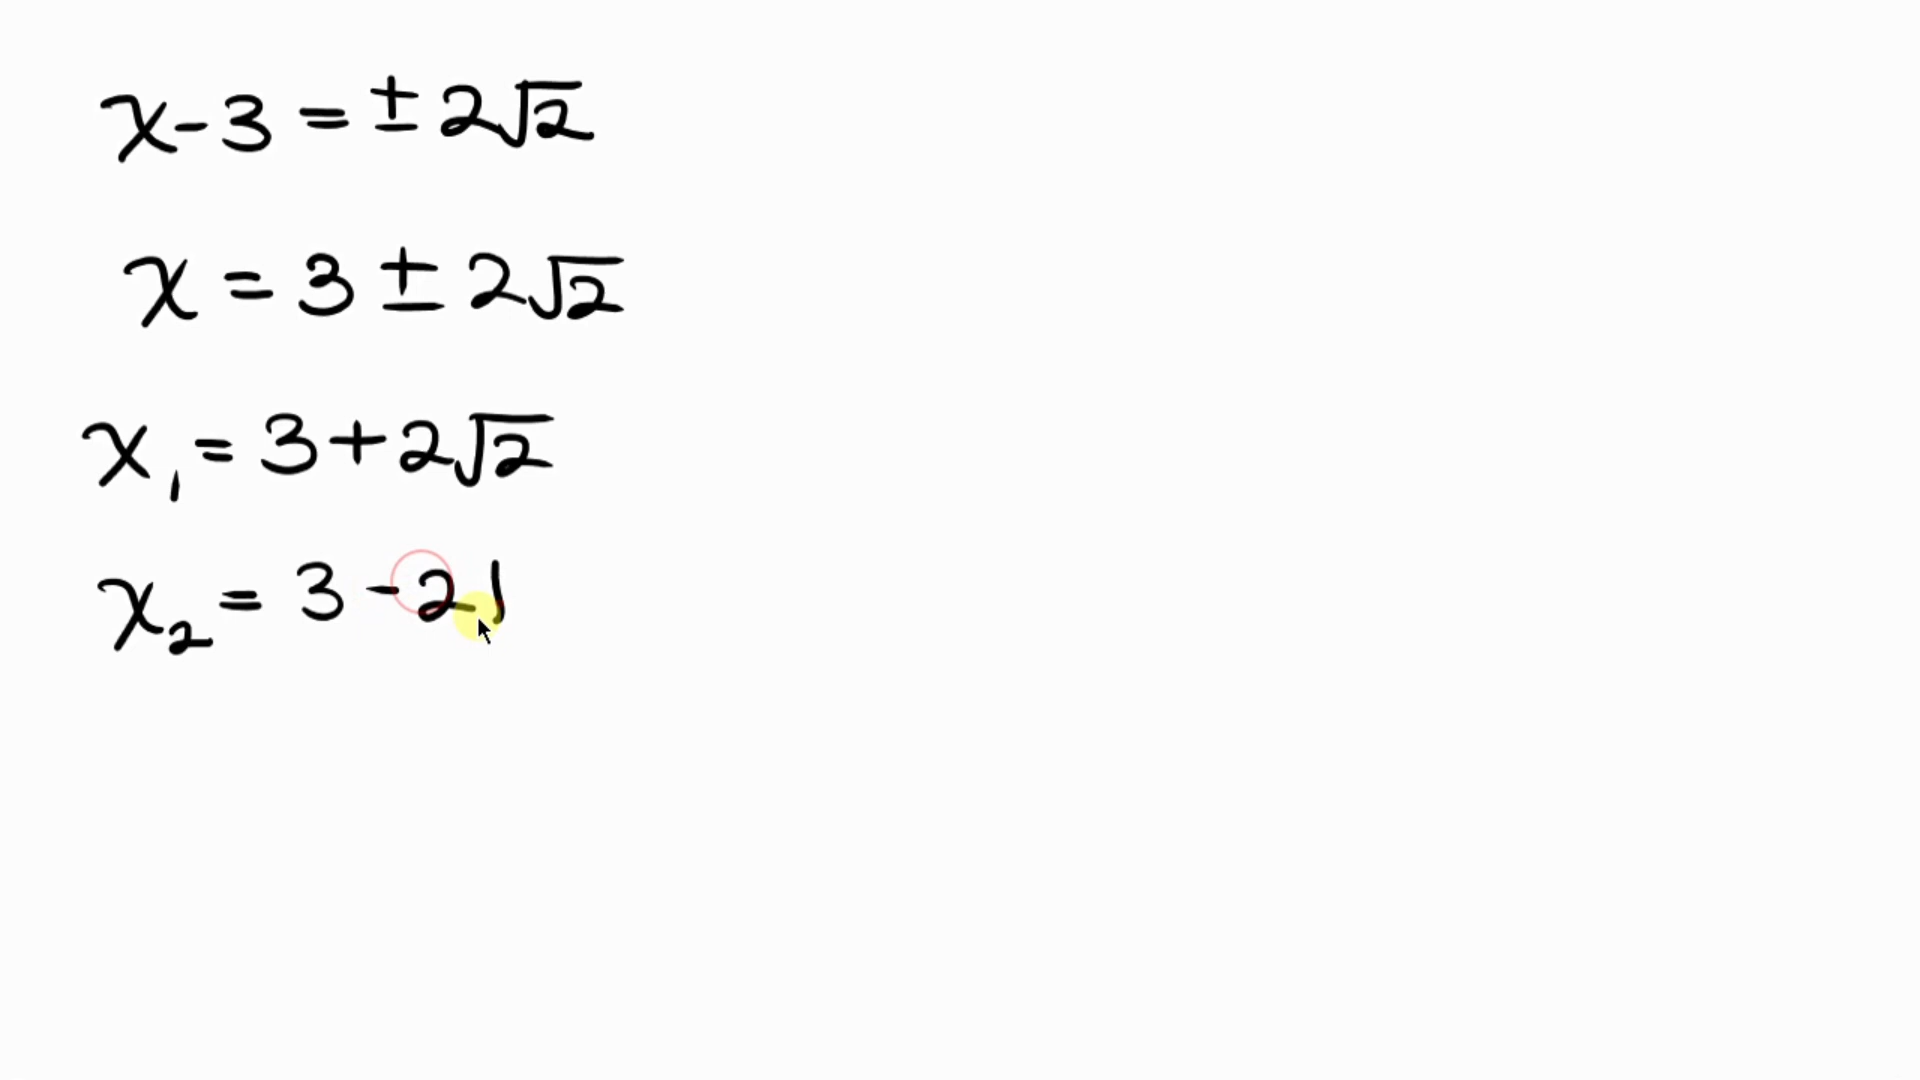 x-3 = ± 2√2
x = 3 ± 2√2
x₁ = 3+2√2
x₂ = 3 -2